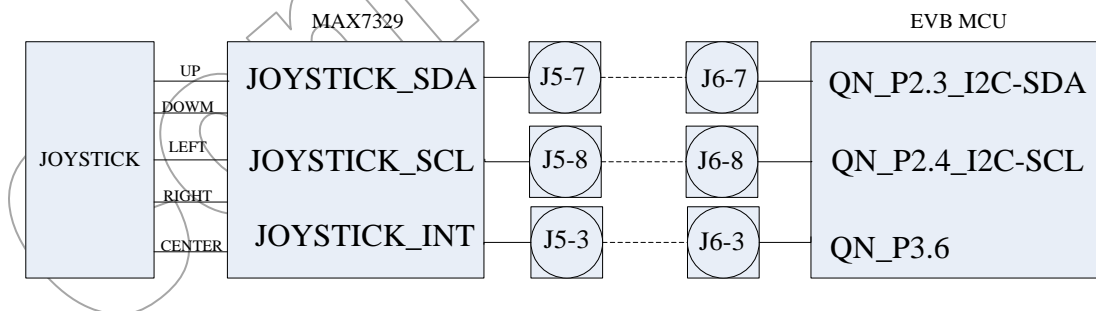 MAX7329
EVB MCU
UP
DOWM
LEFT
RIGHT
CENTER
JOYSTICK
JOYSTICK_SDA
JOYSTICK_SCL
JOYSTICK_INT
J5-7
J6-7
J5-8
J6-8
J5-3
J6-3
QN_P2.3_I2C-SDA
QN_P2.4_I2C-SCL
QN_P3.6